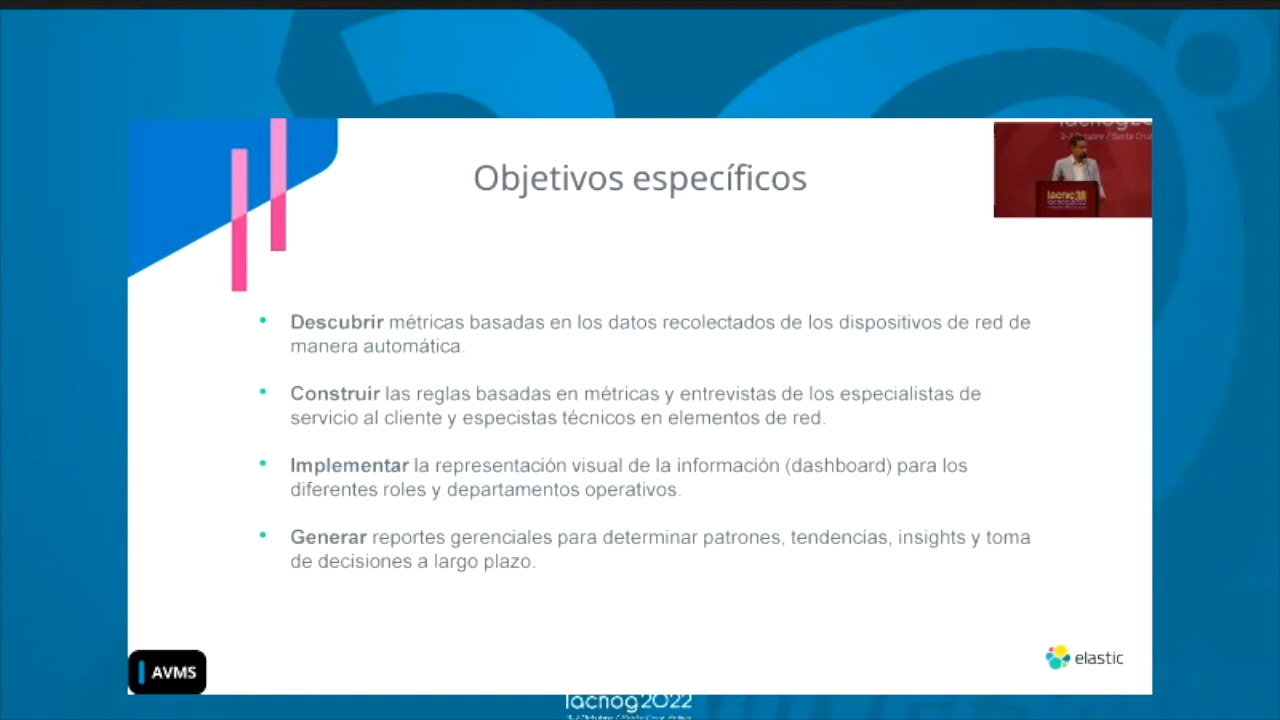 Objetivos específicos
Descubrir métricas basadas en los datos recolectados de los dispositivos de red de
manera automática.
Construir las reglas basadas en métricas y entrevistas de los especialistas de
servicio al cliente y especistas técnicos en elementos de red.
Implementar la representación visual de la información (dashboard) para los
diferentes roles y departamentos operativos.
Generar reportes gerenciales para determinar patrones, tendencias, insights y toma
de decisiones a largo plazo.
elastic
AVMS
lacnog2022